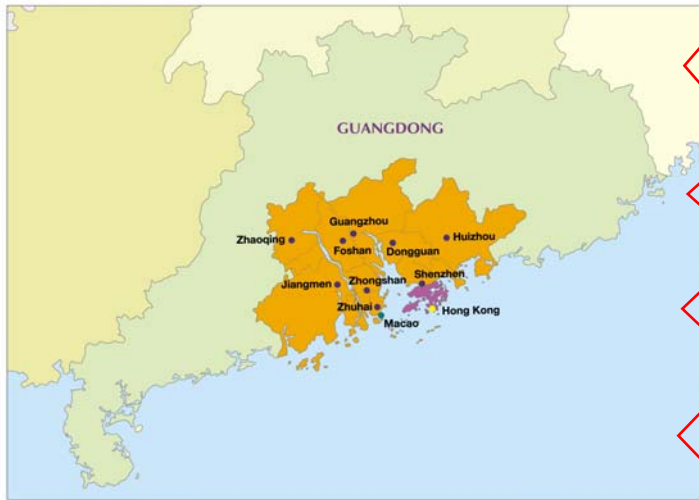 GUANGDONG
Guangzhou
Zhaoqing
Foshan
Dongguan
Huizhou
Jiangmen
Zhongshan
Shenzhen
Zhuhai
Macao
Hong Kong